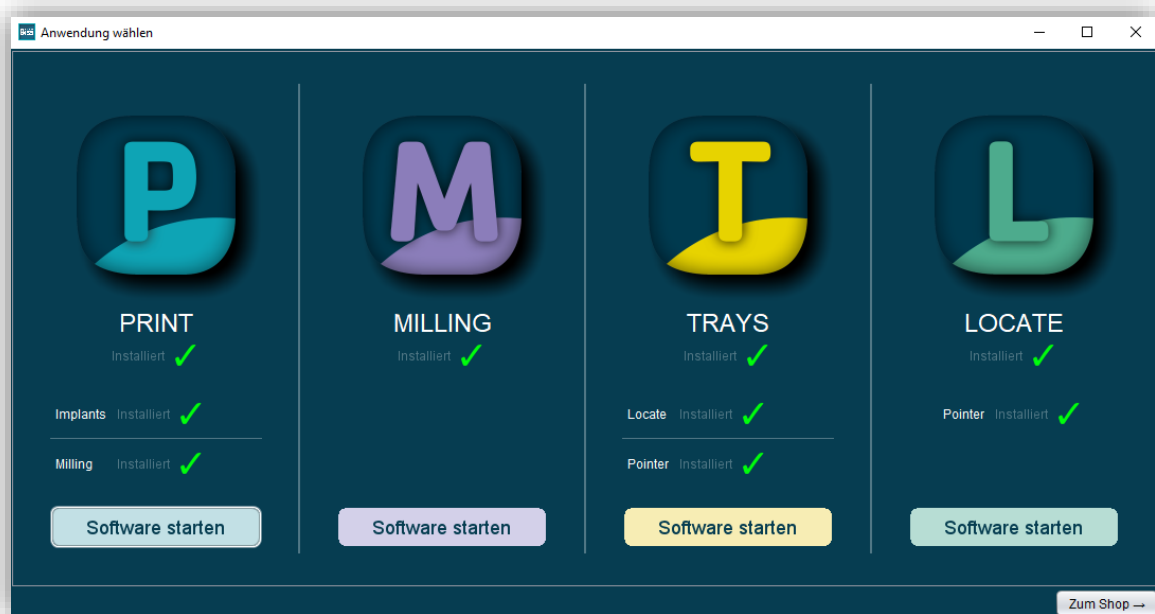 Anwendung wählen
P
PRINT
Installiert
Implants Installiert
Milling Installiert
Software starten
M
MILLING
Installiert
Software starten
T
TRAYS
Installiert
Locate Installiert
Pointer Installiert
Software starten
L
LOCATE
Installiert
Pointer Installiert
Software starten
Zum Shop →